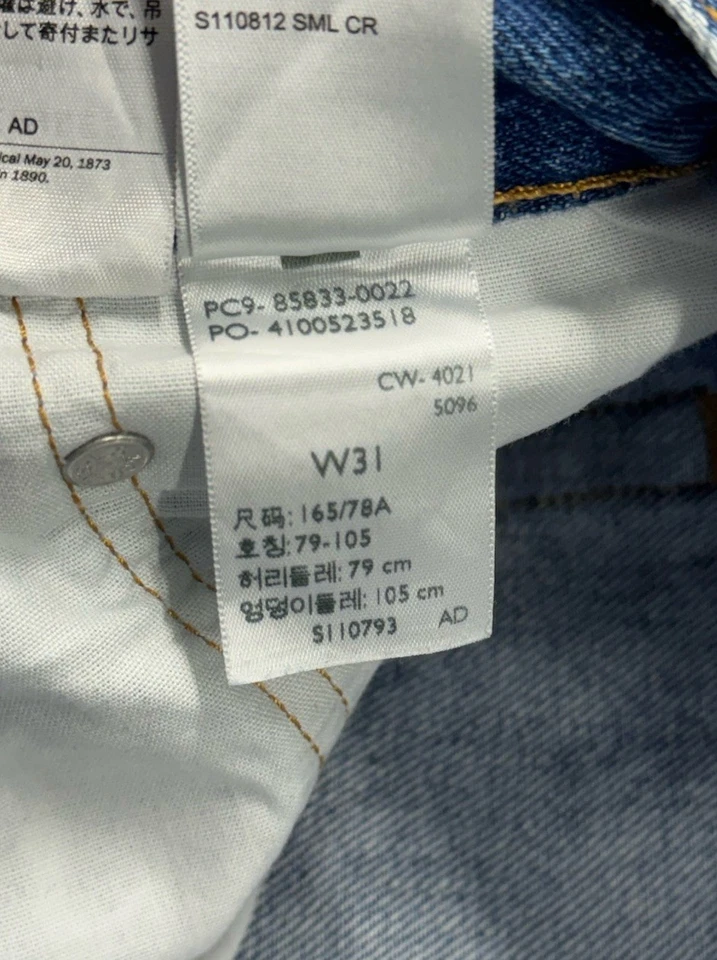 は避け、水で、吊
して寄付またリサ
AD
ical May 20, 1873
n 1890.
S110812 SML CR
PC9- 85833-0022
PO- 4100523518
CW- 4021
5096
W31
尺码: 165/78A
호칭: 79-105
허리둘레: 79 cm
엉덩이둘레: 105 cm
S110793 AD